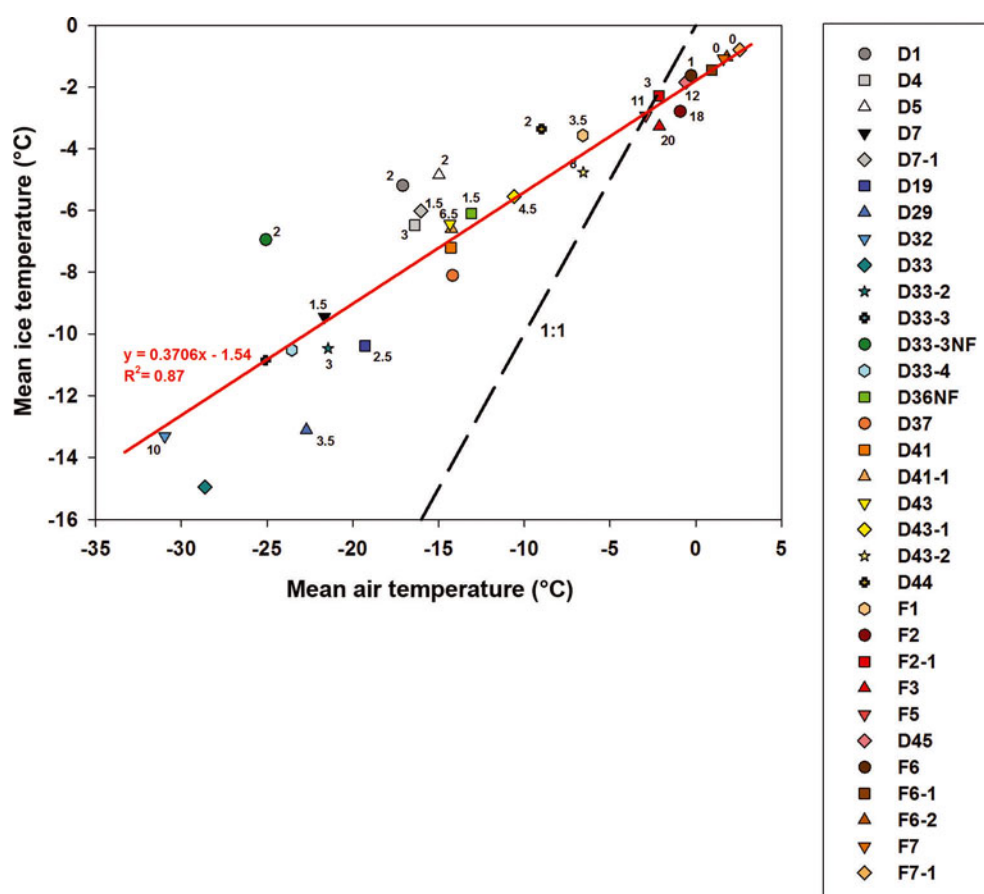 0
-2
-4
-6
-8
-10
-12
-14
-16
-35
-30
-25
-20
-15
-10
-5
0
5
Mean ice temperature (°C)
Mean air temperature (°C)
0
0
1
3
12
11
18
20
3.5
2
8
2
2
1.5
1.5
4.5
6.5
3
2
1.5
2.5
3
3.5
10
1:1
y = 0.3706x - 1.54
R²= 0.87
D1
D4
D5
D7
D7-1
D19
D29
D32
D33
D33-2
D33-3
D33-3NF
D33-4
D36NF
D37
D41
D41-1
D43
D43-1
D43-2
D44
F1
F2
F2-1
F3
F5
D45
F6
F6-1
F6-2
F7
F7-1